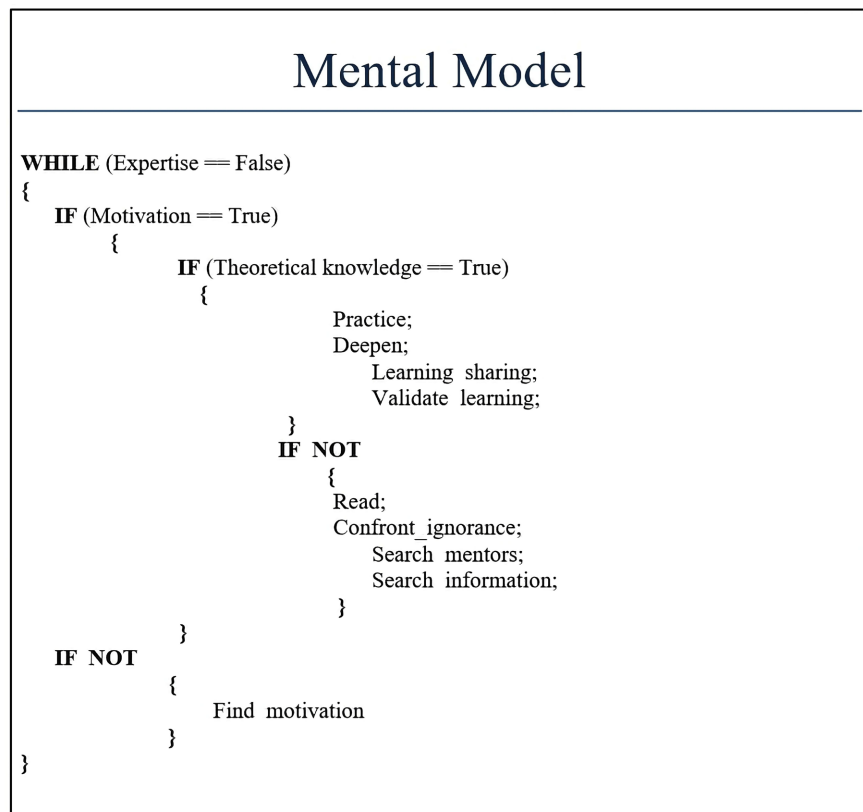 Mental Model
WHILE (Expertise == False)
{
IF (Motivation == True)
{
IF (Theoretical knowledge == True)
{
Practice;
Deepen;
Learning sharing;
Validate learning;
}
IF NOT
{
Read;
Confront_ignorance;
Search mentors;
Search information;
}
}
IF NOT
{
Find motivation
}
}